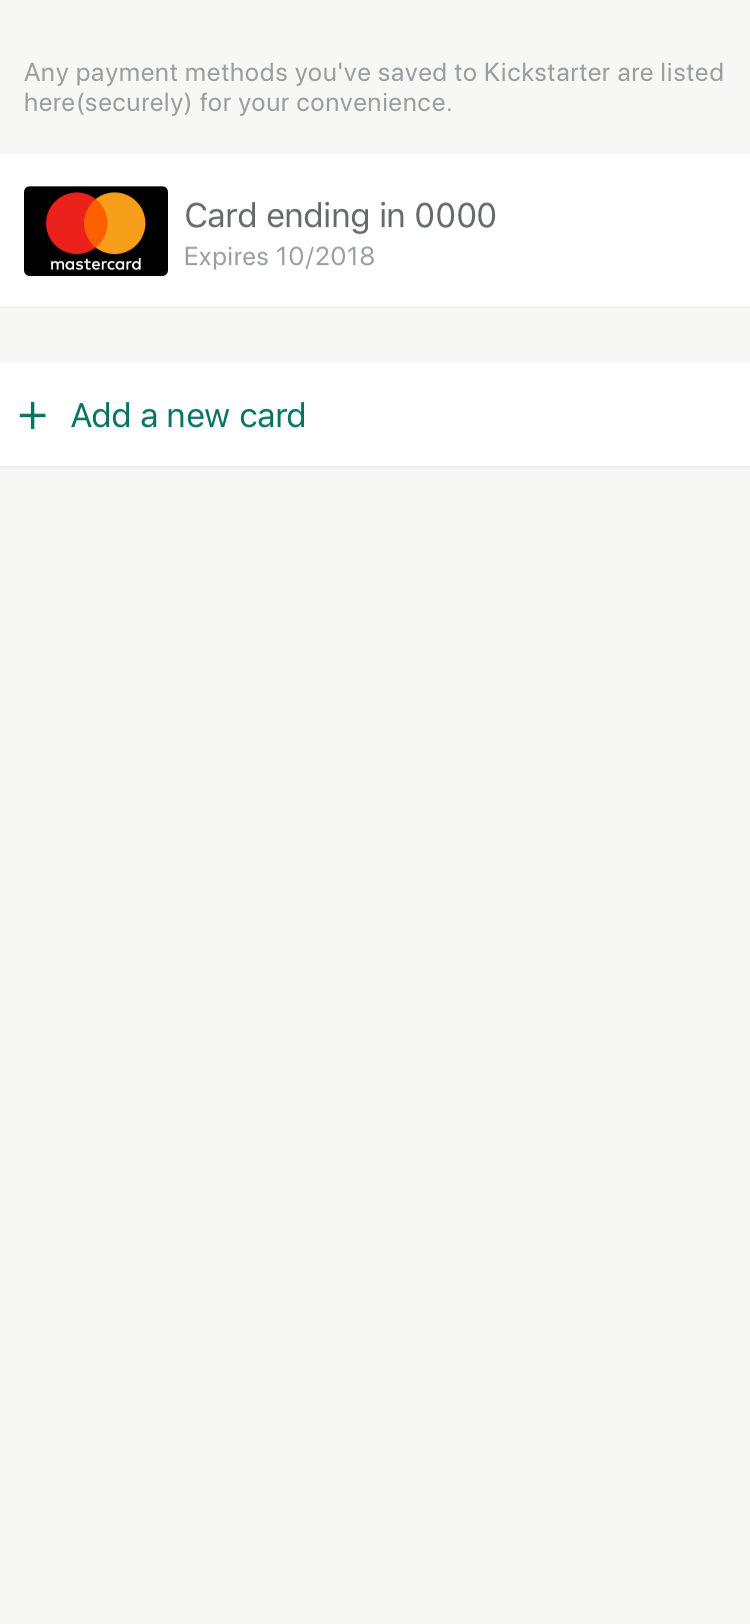 Any payment methods you've saved to Kickstarter are listed
here(securely) for your convenience.
mastercard
Card ending in 0000
Expires 10/2018
+ Add a new card